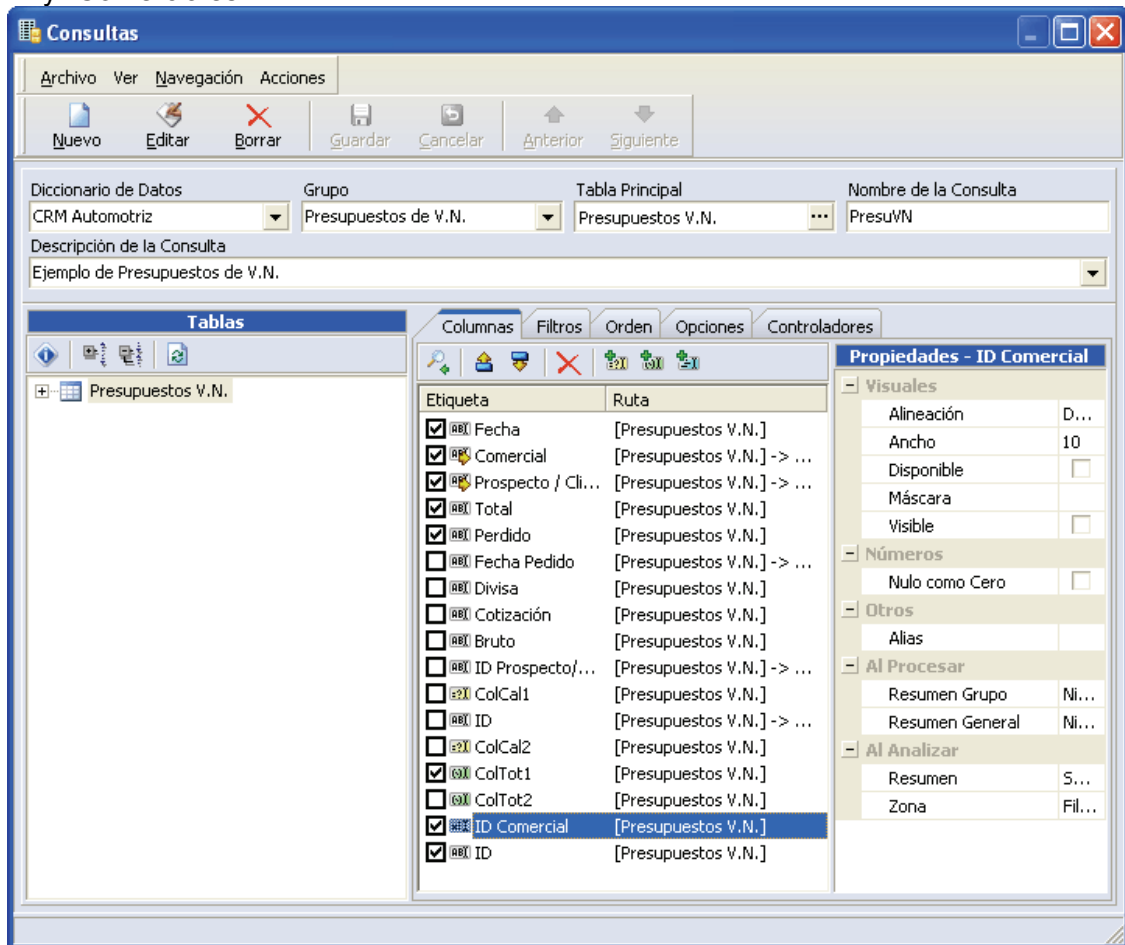 Consultas
Archivo Ver Navegación Acciones
Nuevo Editar Borrar Guardar Cancelar Anterior Siguiente
Diccionario de Datos Grupo Tabla Principal Nombre de la Consulta
CRM Automotriz Presupuestos de V.N. Presupuestos V.N. ... PresuVN
Descripción de la Consulta
Ejemplo de Presupuestos de V.N.
Tablas
Presupuestos V.N.
Columnas Filtros Orden Opciones Controladores
Etiqueta Ruta
Fecha [Presupuestos V.N.]
Comercial [Presupuestos V.N.] -> ...
Prospecto / Cli... [Presupuestos V.N.] -> ...
Total [Presupuestos V.N.]
Perdido [Presupuestos V.N.]
Fecha Pedido [Presupuestos V.N.] -> ...
Divisa [Presupuestos V.N.]
Cotización [Presupuestos V.N.]
Bruto [Presupuestos V.N.]
ID Prospecto/... [Presupuestos V.N.] -> ...
ColCal1 [Presupuestos V.N.]
ID [Presupuestos V.N.] -> ...
ColCal2 [Presupuestos V.N.]
ColTot1 [Presupuestos V.N.]
ColTot2 [Presupuestos V.N.]
ID Comercial [Presupuestos V.N.]
ID [Presupuestos V.N.]
Propiedades - ID Comercial
Visuales
Alineación D...
Ancho 10
Disponible
Máscara
Visible
Números
Nulo como Cero
Otros
Alias
Al Procesar
Resumen Grupo Ni...
Resumen General Ni...
Al Analizar
Resumen S...
Zona Fil...